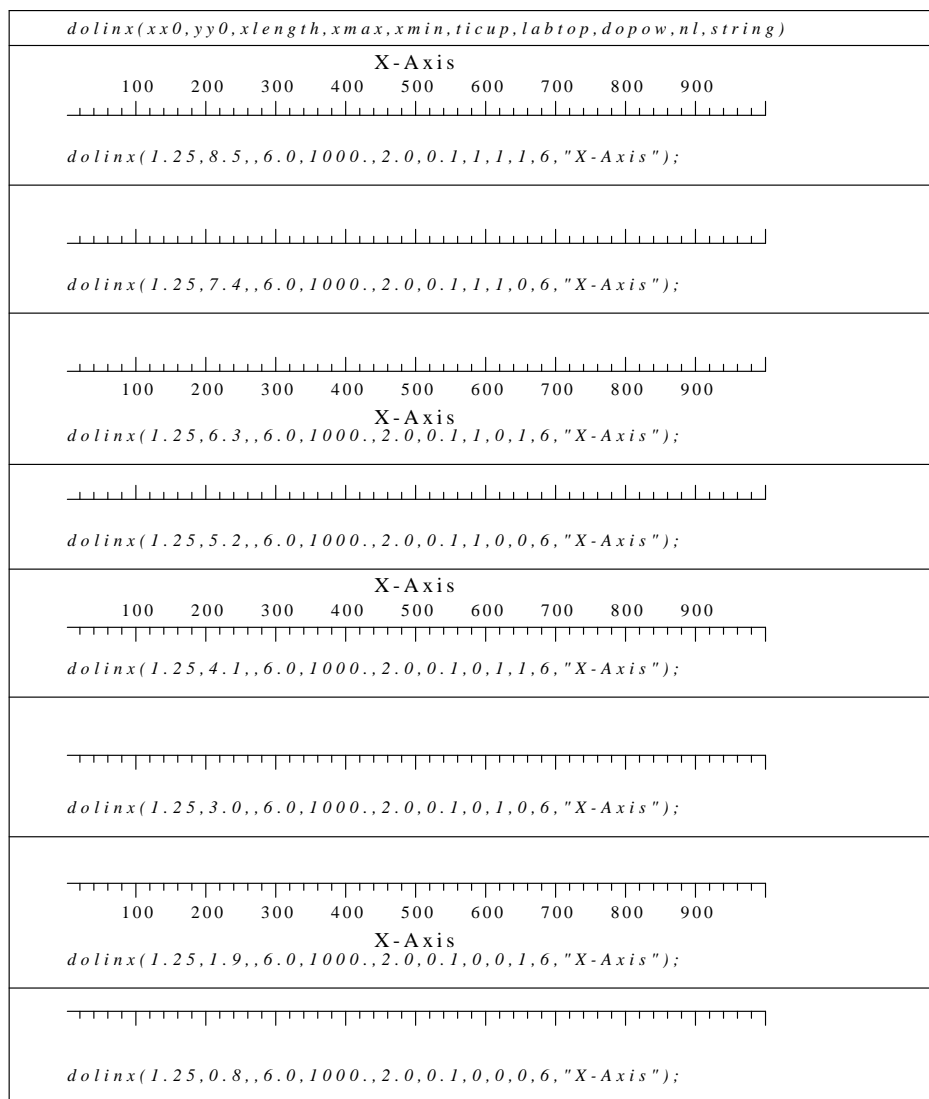 dolinx(xx0,yy0,xlength,xmax,xmin,ticup,labtop,dopow,nl,string)
X-Axis
100 200 300 400 500 600 700 800 900
dolinx(1.25,8.5,,6.0,1000.,2.0,0.1,1,1,1,6,"X-Axis");
dolinx(1.25,7.4,,6.0,1000.,2.0,0.1,1,1,0,6,"X-Axis");
100 200 300 400 500 600 700 800 900
X-Axis
dolinx(1.25,6.3,,6.0,1000.,2.0,0.1,1,0,1,6,"X-Axis");
dolinx(1.25,5.2,,6.0,1000.,2.0,0.1,1,0,0,6,"X-Axis");
X-Axis
100 200 300 400 500 600 700 800 900
dolinx(1.25,4.1,,6.0,1000.,2.0,0.1,0,1,1,6,"X-Axis");
dolinx(1.25,3.0,,6.0,1000.,2.0,0.1,0,1,0,6,"X-Axis");
100 200 300 400 500 600 700 800 900
X-Axis
dolinx(1.25,1.9,,6.0,1000.,2.0,0.1,0,0,1,6,"X-Axis");
dolinx(1.25,0.8,,6.0,1000.,2.0,0.1,0,0,0,6,"X-Axis");